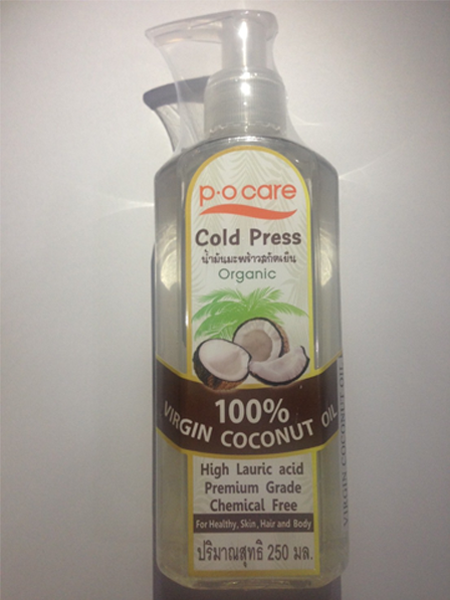 p·o care
Cold Press
น้ำมันมะพร้าวสกัดเย็น
Organic
100%
VIRGIN COCONUT OIL
High Lauric acid
Premium Grade
Chemical Free
For Healthy, Skin, Hair and Body
ปริมาณสุทธิ 250 มล.
VIRGIN COCONUT OIL